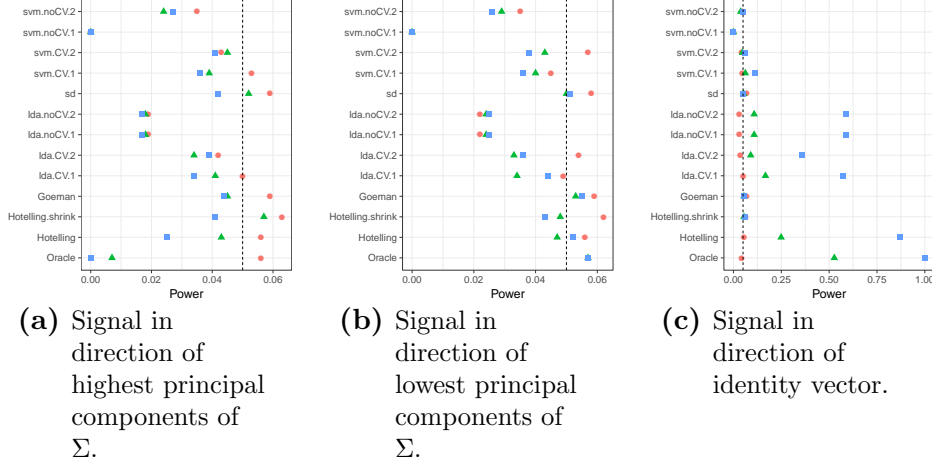 svm.noCV.2
svm.noCV.1
svm.CV.2
svm.CV.1
sd
lda.noCV.2
lda.noCV.1
lda.CV.2
lda.CV.1
Goeman
Hotelling.shrink
Hotelling
Oracle
0.00 0.02 0.04 0.06
Power
(a) Signal in
direction of
highest principal
components of
Σ.
svm.noCV.2
svm.noCV.1
svm.CV.2
svm.CV.1
sd
lda.noCV.2
lda.noCV.1
lda.CV.2
lda.CV.1
Goeman
Hotelling.shrink
Hotelling
Oracle
0.00 0.02 0.04 0.06
Power
(b) Signal in
direction of
lowest principal
components of
Σ.
svm.noCV.2
svm.noCV.1
svm.CV.2
svm.CV.1
sd
lda.noCV.2
lda.noCV.1
lda.CV.2
lda.CV.1
Goeman
Hotelling.shrink
Hotelling
Oracle
0.00 0.25 0.50 0.75 1.00
Power
(c) Signal in
direction of
identity vector.